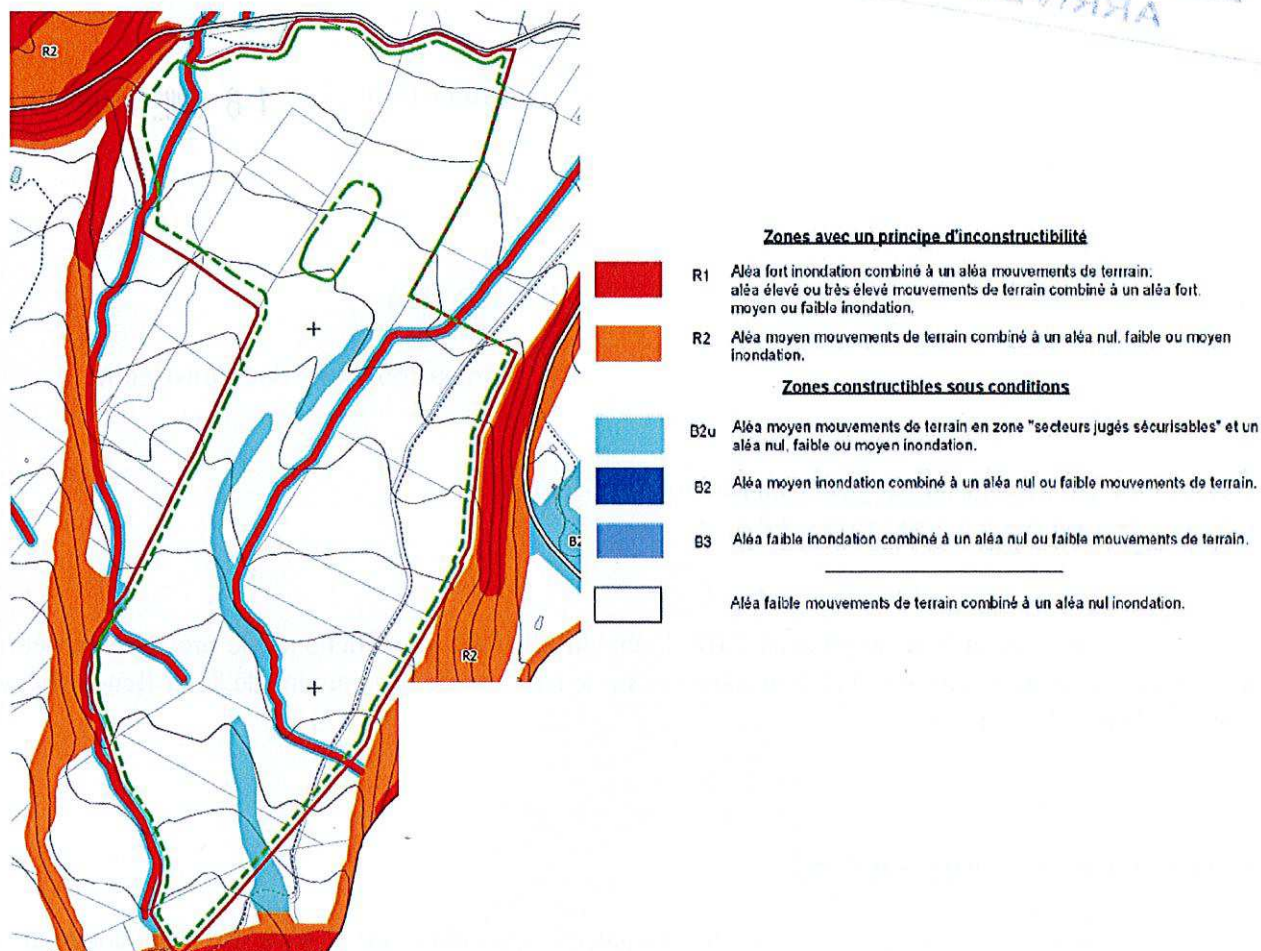 ARRIV
R2
Zones avec un principe d'inconstructibilité
R1 Aléa fort inondation combiné à un aléa mouvements de terrrain;
aléa élevé ou très élevé mouvements de terrain combiné à un aléa fort,
moyen ou faible inondation.
R2 Aléa moyen mouvements de terrain combiné à un aléa nul, faible ou moyen
inondation.
Zones constructibles sous conditions
B2u Aléa moyen mouvements de terrain en zone "secteurs jugés sécurisables" et un
aléa nul, faible ou moyen inondation.
B2 Aléa moyen inondation combiné à un aléa nul ou faible mouvements de terrain.
B3 Aléa faible inondation combiné à un aléa nul ou faible mouvements de terrain.
Aléa faible mouvements de terrain combiné à un aléa nul inondation.
B2
R2